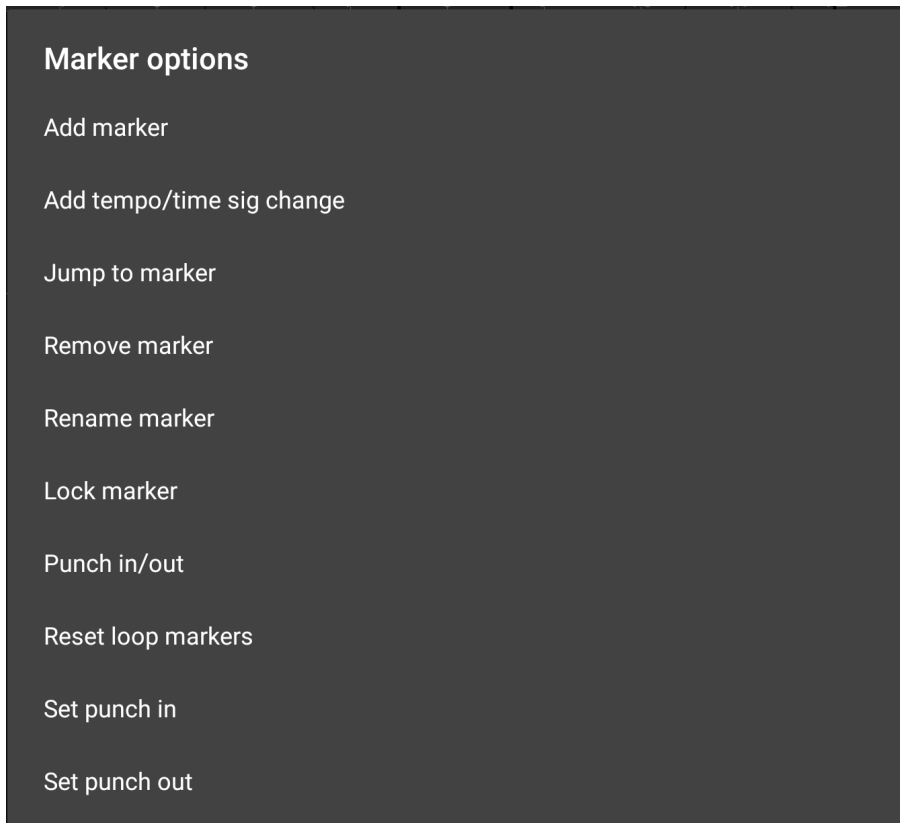 Marker options
Add marker
Add tempo/time sig change
Jump to marker
Remove marker
Rename marker
Lock marker
Punch in/out
Reset loop markers
Set punch in
Set punch out